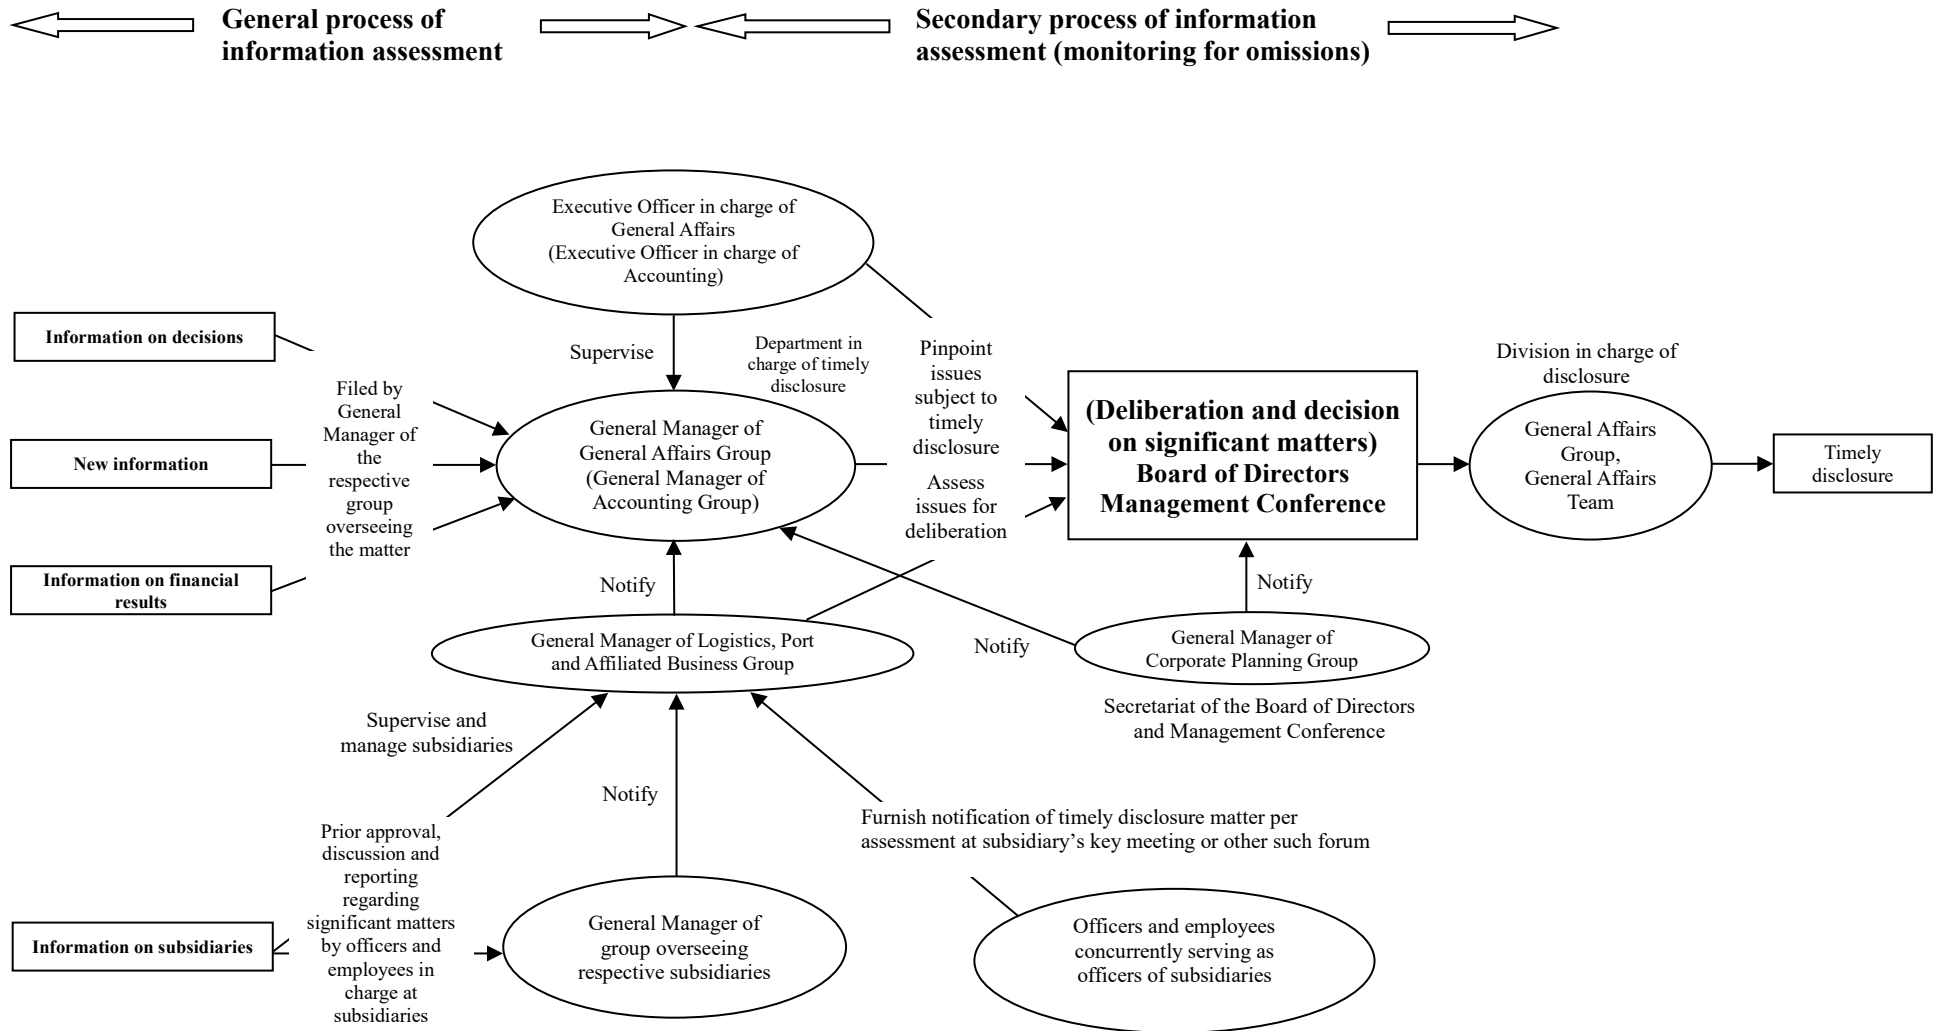 General process of
information assessment
Secondary process of information
assessment (monitoring for omissions)
Executive Officer in charge of
General Affairs
(Executive Officer in charge of
Accounting)
Information on decisions
Supervise
Department in
charge of timely
disclosure
Pinpoint
issues
subject to
timely
disclosure
Division in charge of
disclosure
Filed by
General
Manager of
the
respective
group
overseeing
the matter
New information
General Manager of
General Affairs Group
(General Manager of
Accounting Group)
Assess
issues for
deliberation
(Deliberation and decision
on significant matters)
Board of Directors
Management Conference
General Affairs
Group,
General Affairs
Team
Timely
disclosure
Information on financial
results
Notify
Notify
General Manager of Logistics, Port
and Affiliated Business Group
Notify
General Manager of
Corporate Planning Group
Secretariat of the Board of Directors
and Management Conference
Supervise and
manage subsidiaries
Notify
Furnish notification of timely disclosure matter per
assessment at subsidiary’s key meeting or other such forum
Prior approval,
discussion and
reporting
regarding
significant matters
by officers and
employees in
charge at
subsidiaries
Information on subsidiaries
General Manager of
group overseeing
respective subsidiaries
Officers and employees
concurrently serving as
officers of subsidiaries